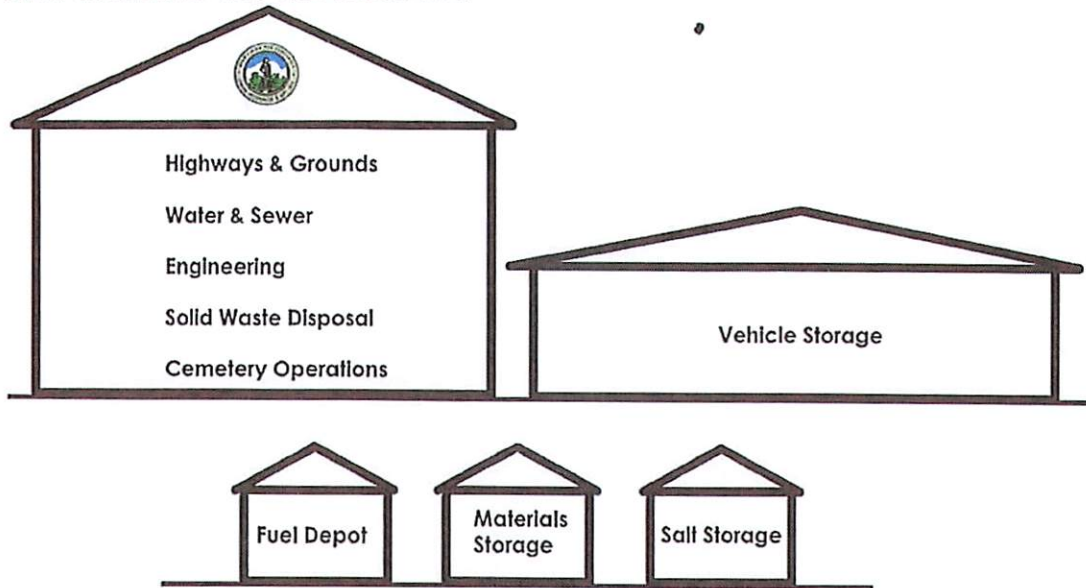 Highways & Grounds
Water & Sewer
Engineering
Solid Waste Disposal
Cemetery Operations
Vehicle Storage
Fuel Depot
Materials
Storage
Salt Storage